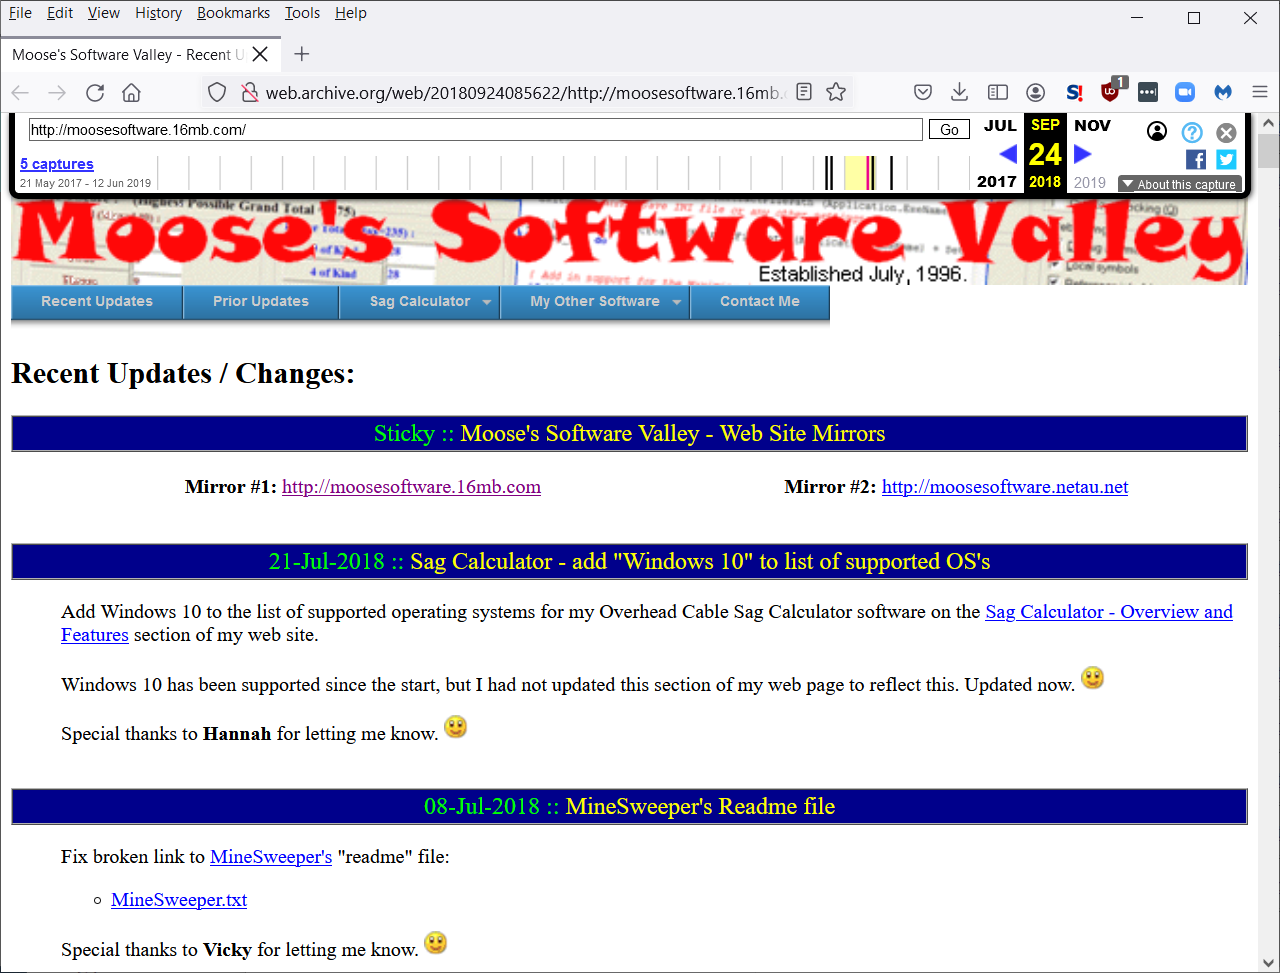 File Edit View History Bookmarks Tools Help
Moose's Software Valley - Recent U
web.archive.org/web/20180924085622/http://moosesoftware.16mb.c
1
http://moosesoftware.16mb.com/ Go JUL SEP NOV
5 captures 24
21 May 2017 - 12 Jun 2019 2017 2018 2019 About this capture
Moose's Software Valley
Established July, 1996.
Recent Updates Prior Updates Sag Calculator My Other Software Contact Me
Recent Updates / Changes:
Sticky :: Moose's Software Valley - Web Site Mirrors
Mirror #1: http://moosesoftware.16mb.com Mirror #2: http://moosesoftware.netau.net
21-Jul-2018 :: Sag Calculator - add "Windows 10" to list of supported OS's
Add Windows 10 to the list of supported operating systems for my Overhead Cable Sag Calculator software on the Sag Calculator - Overview and
Features section of my web site.
Windows 10 has been supported since the start, but I had not updated this section of my web page to reflect this. Updated now.
Special thanks to Hannah for letting me know.
08-Jul-2018 :: MineSweeper's Readme file
Fix broken link to MineSweeper's "readme" file:
MineSweeper.txt
Special thanks to Vicky for letting me know.